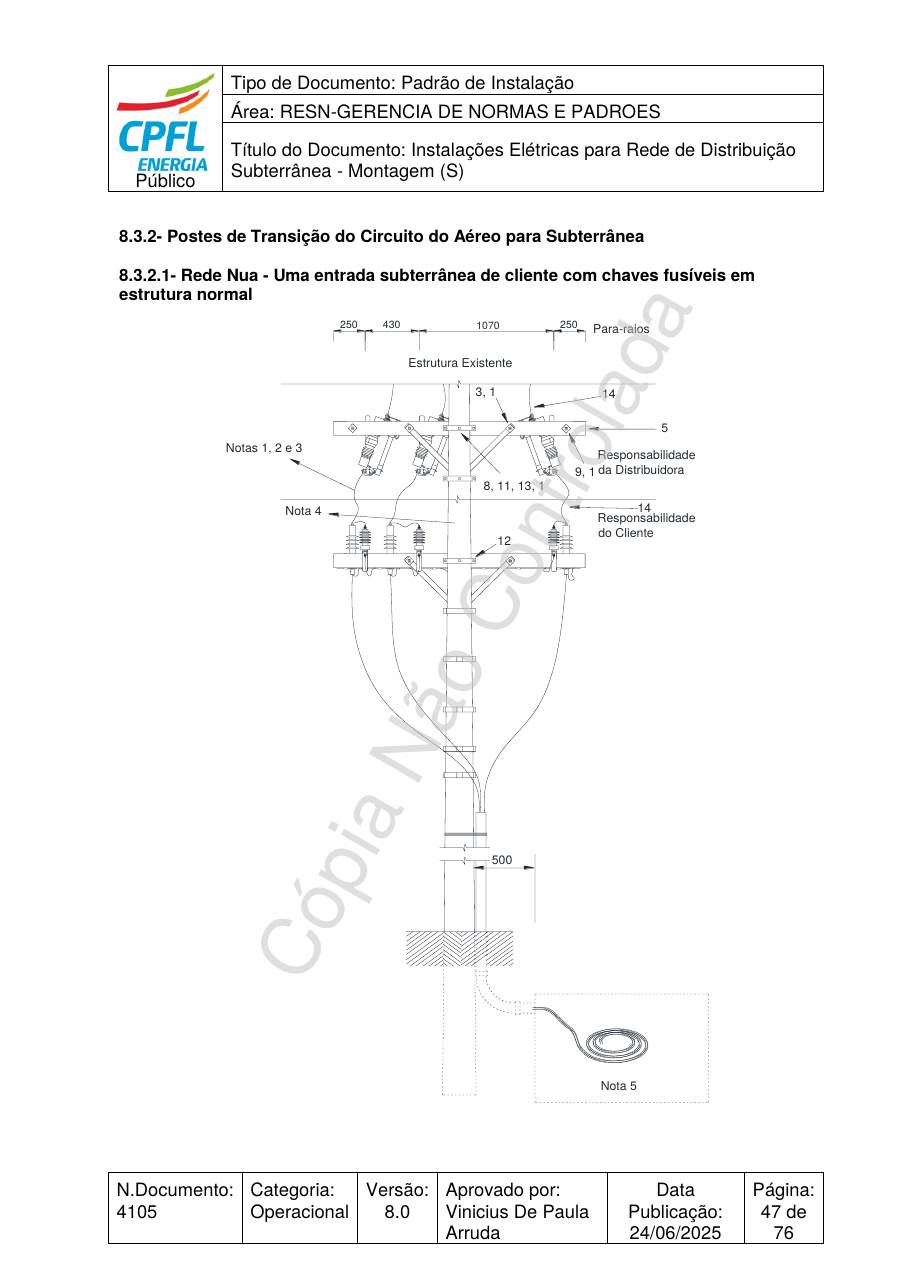 CPFL
ENERGIA
Público
Tipo de Documento: Padrão de Instalação
Área: RESN-GERENCIA DE NORMAS E PADROES
Título do Documento: Instalações Elétricas para Rede de Distribuição
Subterrânea - Montagem (S)
8.3.2- Postes de Transição do Circuito do Aéreo para Subterrânea
8.3.2.1- Rede Nua - Uma entrada subterrânea de cliente com chaves fusíveis em
estrutura normal
250 430 1070 250 Para-raios
Estrutura Existente
3, 1
14
5
Notas 1, 2 e 3
Responsabilidade
9, 1 da Distribuidora
8, 11, 13, 1
14
Nota 4
Responsabilidade
do Cliente
12
500
Nota 5
Cópia Não Controlada
N.Documento:
4105
Categoria:
Operacional
Versão:
8.0
Aprovado por:
Vinicius De Paula
Arruda
Data
Publicação:
24/06/2025
Página:
47 de
76